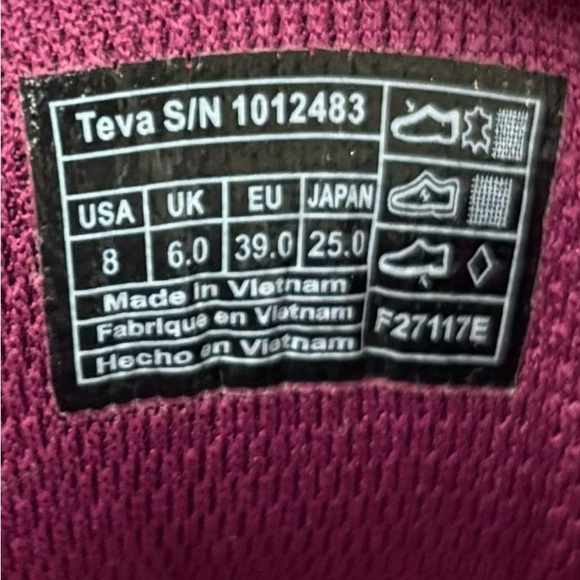 Teva S/N 1012483
USA UK EU JAPAN
8 6.0 39.0 25.0
Made in Vietnam
Fabrique en Vietnam
Hecho en Vietnam
F27117E